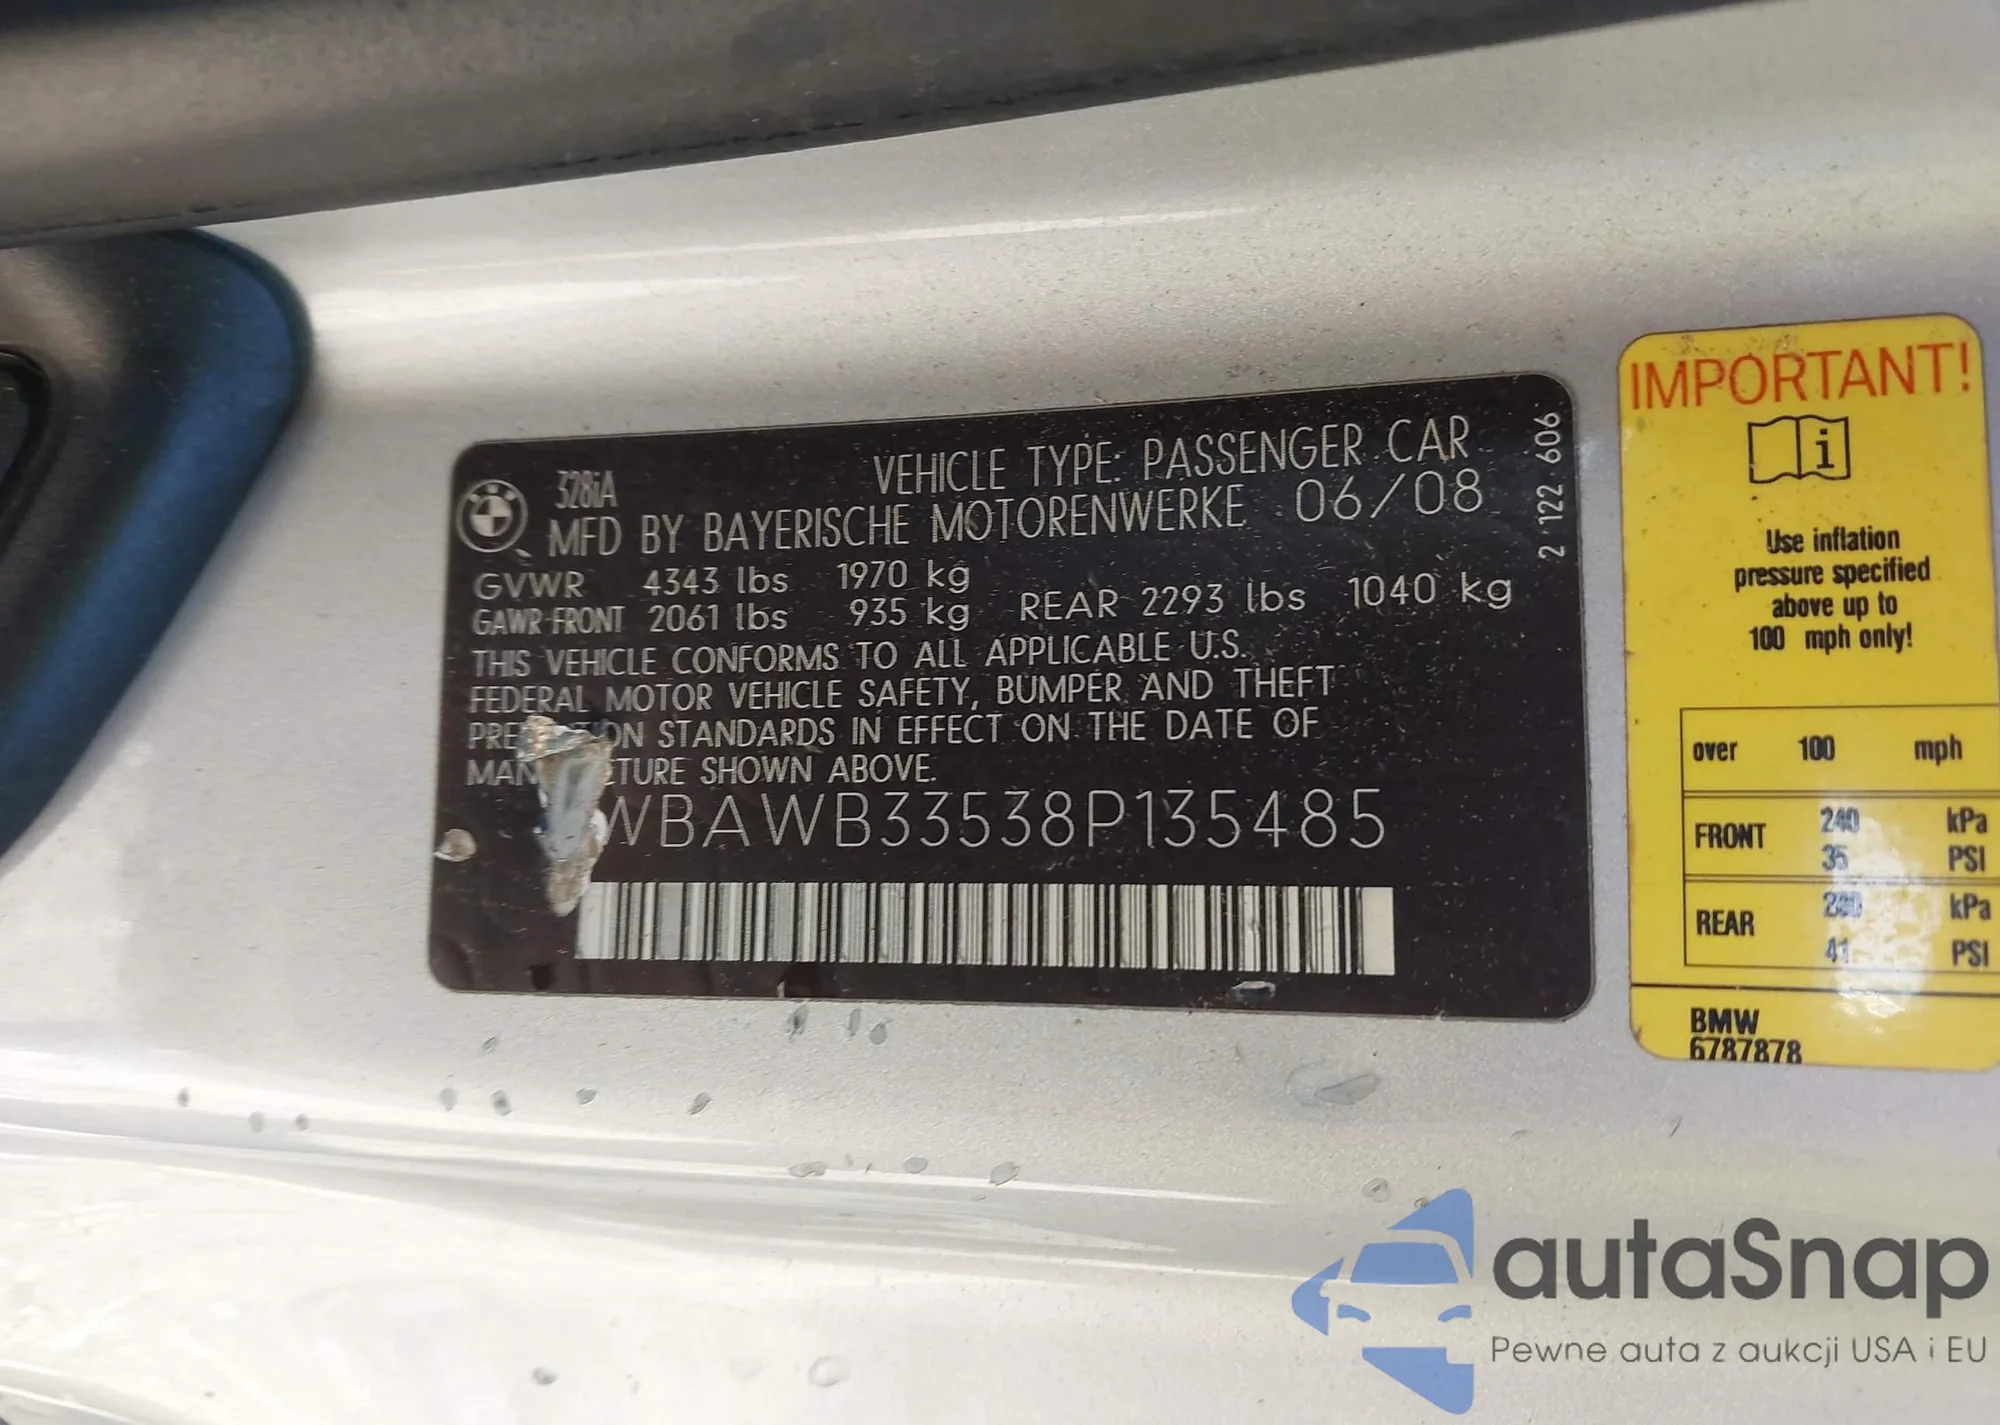 328iA
VEHICLE TYPE: PASSENGER CAR
MFD BY BAYERISCHE MOTORENWERKE 06/08
GVWR 4343 lbs 1970 kg
GAWR-FRONT 2061 lbs 935 kg REAR 2293 lbs 1040 kg
THIS VEHICLE CONFORMS TO ALL APPLICABLE U.S.
FEDERAL MOTOR VEHICLE SAFETY, BUMPER AND THEFT
STANDARDS IN EFFECT ON THE DATE OF
SHOWN ABOVE.
WBAWB33538P135485
2 122 606
IMPORTANT!
i
Use inflation
pressure specified
above up to
100 mph only!
over 100 mph
FRONT 240 kPa
35 PSI
REAR kPa
41 PSI
BMW
6787878
autaSnap
Pewne auta z aukcji USA i EU